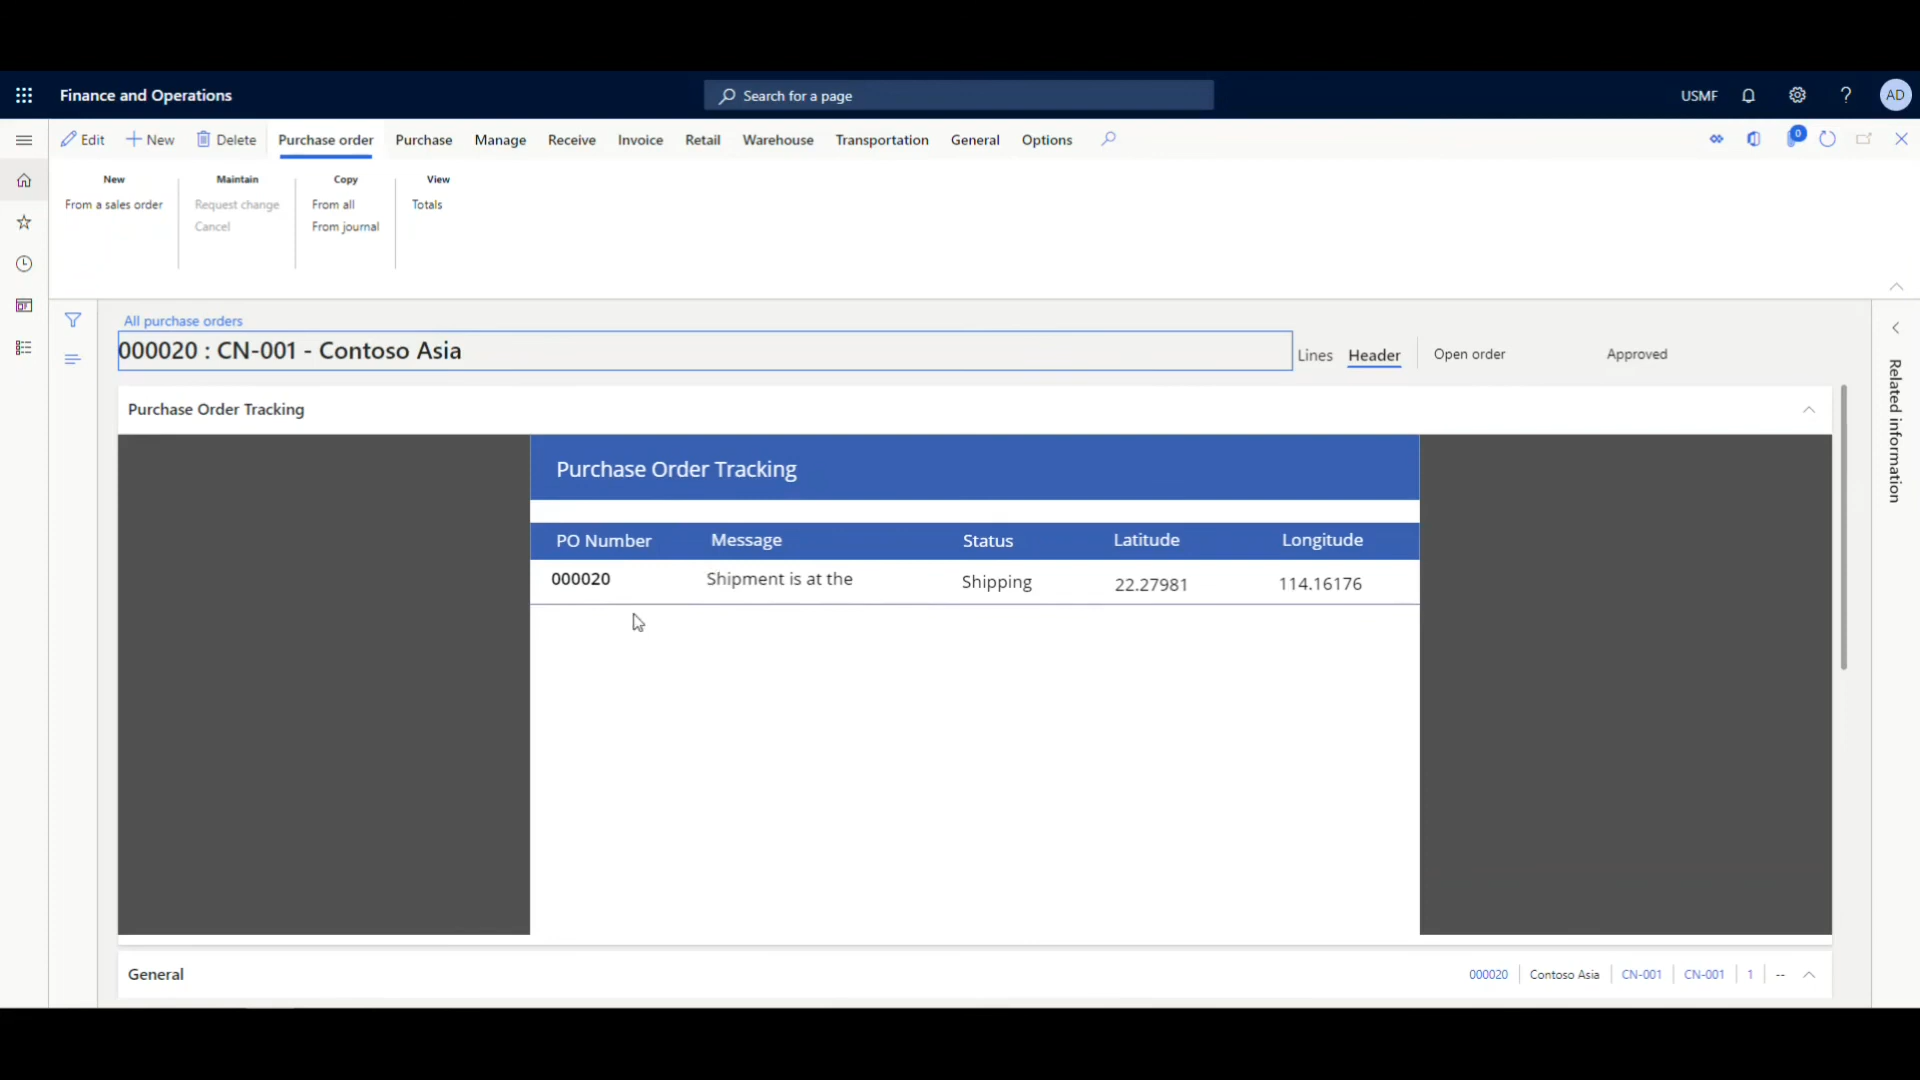 Finance and Operations
Search for a page
USMF
?
AD
Edit New Delete Purchase order Purchase Manage Receive Invoice Retail Warehouse Transportation General Options
0
New Maintain Copy View
From a sales order Request change From all Totals
Cancel From journal
All purchase orders
000020 : CN-001 - Contoso Asia
Lines Header Open order Approved
Related information
Purchase Order Tracking
Purchase Order Tracking
PO Number Message Status Latitude Longitude
000020 Shipment is at the Shipping 22.27981 114.16176
General 000020 Contoso Asia CN-001 CN-001 1 --